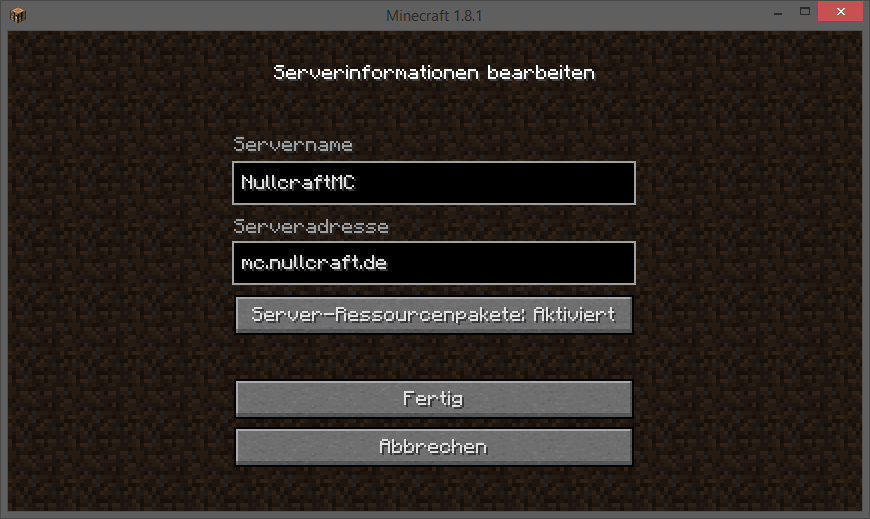 Minecraft 1.8.1
Serverinformationen bearbeiten
Servername
NullcraftMC
Serveradresse
mc.nullcraft.de
Server-Ressourcenpakete: Aktiviert
Fertig
Abbrechen